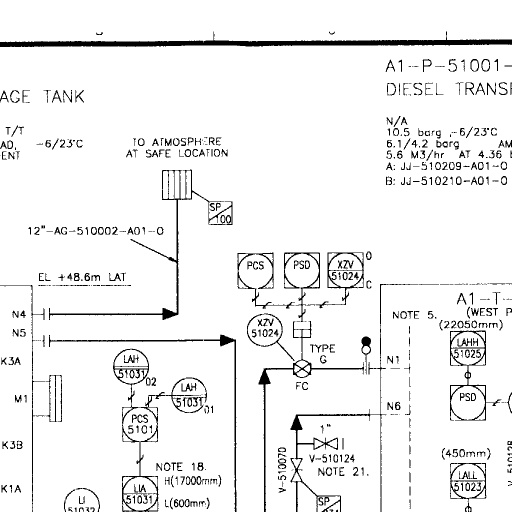 A1-P-51001-
DIESEL TRANSF
AGE TANK
N/A
10.5 barg ,-6/23°C
6.1/4.2 barg AM
5.6 M3/hr AT 4.36 b
A: JJ-510209-A01-0
B: JJ-510210-A01-0
T/T
AD, -6/23°C
ENT
TO ATMOSPHERE
AT SAFE LOCATION
SP
100
12"-AG-510002-A01-0
EL +48.6m LAT
PCS
PSD
XZV
51024
O
C
N4
N5
XZV
51024
TYPE
G
FC
NOTE 5.
A1-T-
(WEST P
(22050mm)
LAHH
51025
N1
K3A
LAH
51031
02
LAH
51031
01
M1
PCS
5101
PSD
N6
1"
V-510124
NOTE 21.
V-510070
K3B
NOTE 18.
H(17000mm)
L(600mm)
(450mm)
LALL
51023
V-510128
K1A
LIA
51031
LI
51032
SP